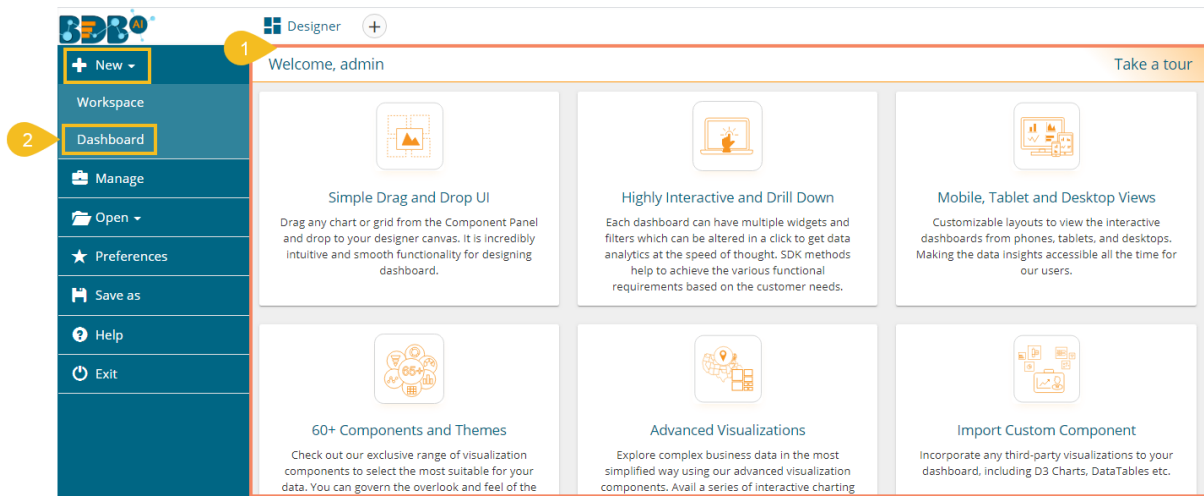 BDB AI
Designer
1
New
Welcome, admin
Take a tour
Workspace
2
Dashboard
Manage
Open
Preferences
Save as
Help
Exit
Simple Drag and Drop UI
Drag any chart or grid from the Component Panel
and drop to your designer canvas. It is incredibly
intuitive and smooth functionality for designing
dashboard.
Highly Interactive and Drill Down
Each dashboard can have multiple widgets and
filters which can be altered in a click to get data
analytics at the speed of thought. SDK methods
help to achieve the various functional
requirements based on the customer needs.
Mobile, Tablet and Desktop Views
Customizable layouts to view the interactive
dashboards from phones, tablets, and desktops.
Making the data insights accessible all the time for
our users.
65+
60+ Components and Themes
Check out our exclusive range of visualization
components to select the most suitable for your
data. You can govern the overlook and feel of the
Advanced Visualizations
Explore complex business data in the most
simplified way using our advanced visualization
components. Avail a series of interactive charting
Import Custom Component
Incorporate any third-party visualizations to your
dashboard, including D3 Charts, DataTables etc.